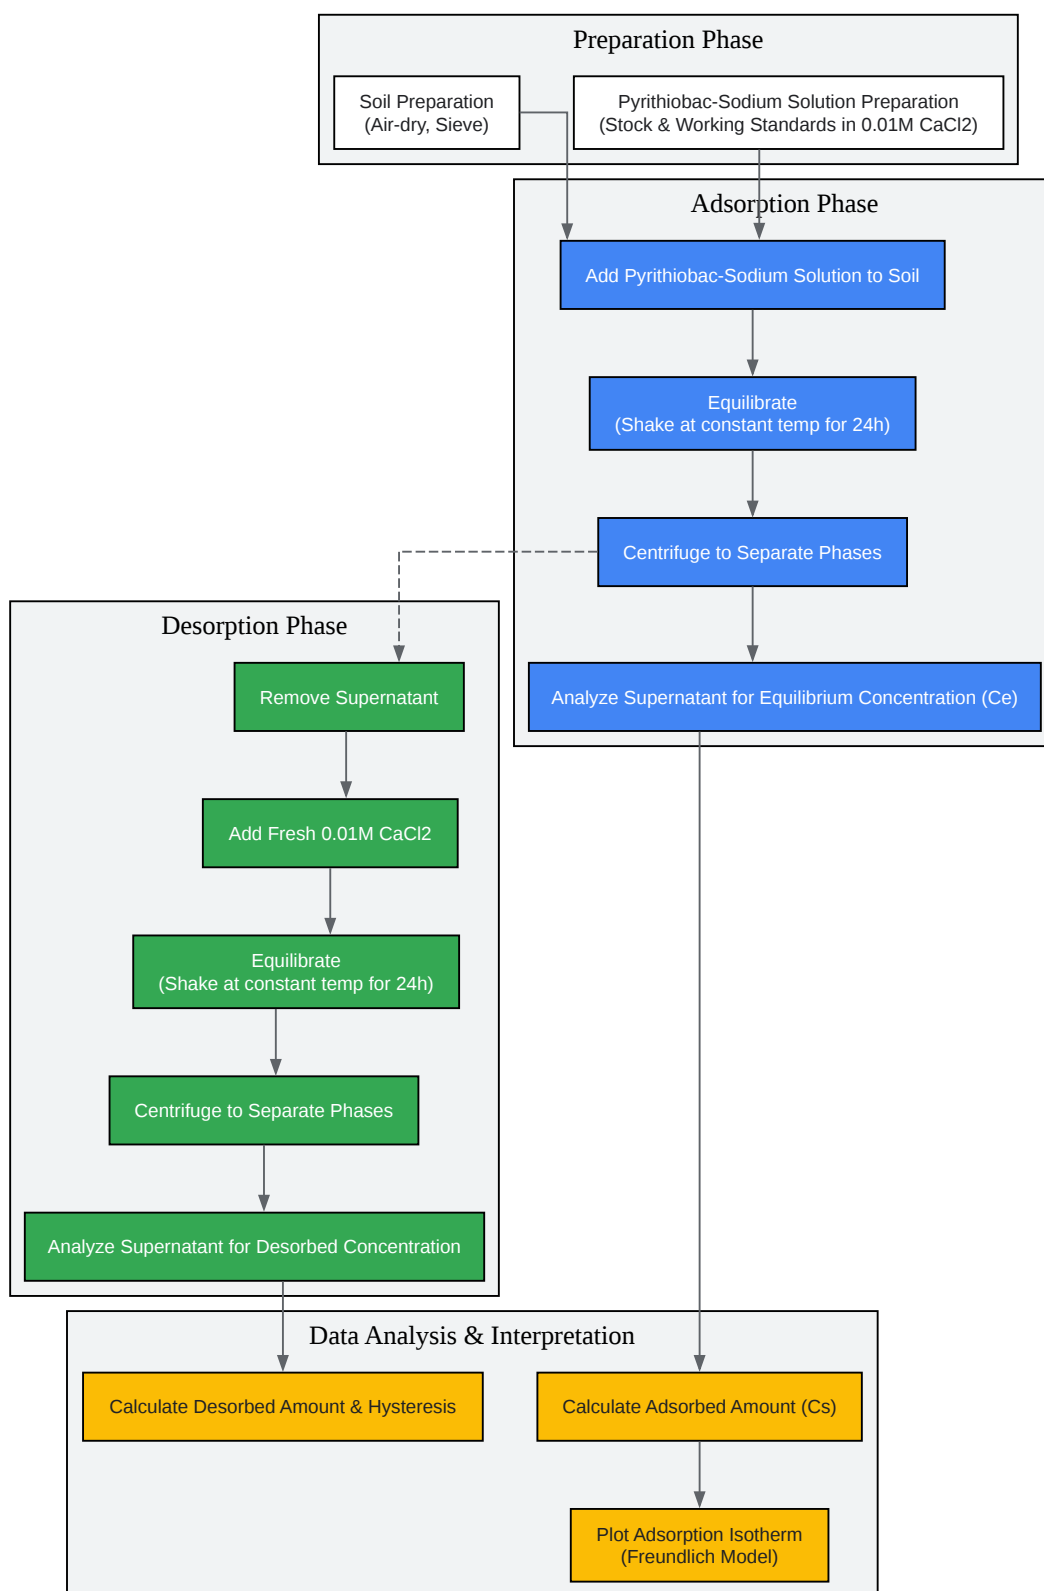 Preparation Phase
Soil Preparation
(Air-dry, Sieve)
Pyrithiobac-Sodium Solution Preparation
(Stock & Working Standards in 0.01M CaCl2)
Adsorption Phase
Add Pyrithiobac-Sodium Solution to Soil
Equilibrate
(Shake at constant temp for 24h)
Centrifuge to Separate Phases
Analyze Supernatant for Equilibrium Concentration (Ce)
Desorption Phase
Remove Supernatant
Add Fresh 0.01M CaCl2
Equilibrate
(Shake at constant temp for 24h)
Centrifuge to Separate Phases
Analyze Supernatant for Desorbed Concentration
Data Analysis & Interpretation
Calculate Desorbed Amount & Hysteresis
Calculate Adsorbed Amount (Cs)
Plot Adsorption Isotherm
(Freundlich Model)